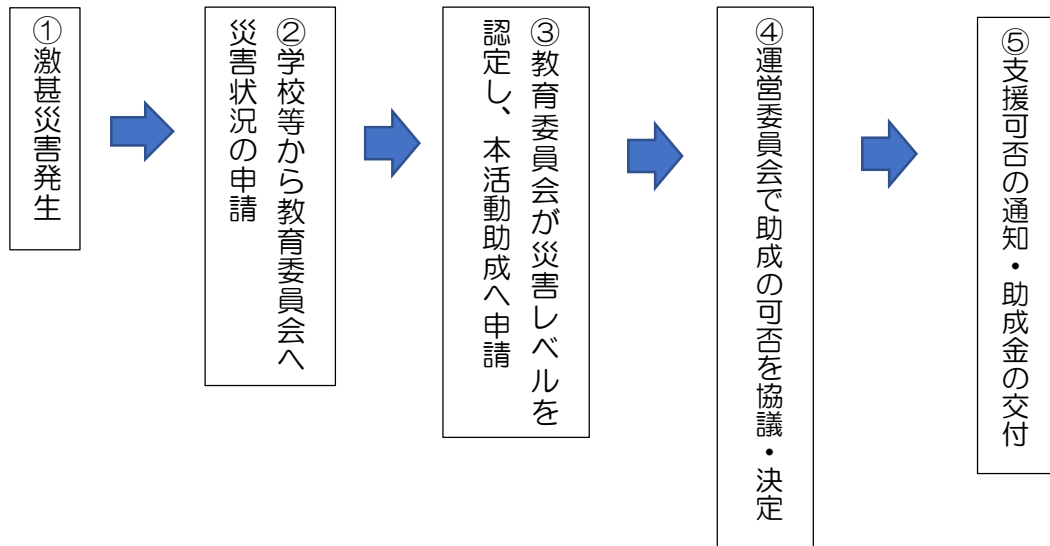 ①激甚災害発生
②学校等から教育委員会へ
災害状況の申請
③教育委員会が災害レベルを
認定し、本活動助成へ申請
④運営委員会で助成の可否を協議・決定
⑤支援可否の通知・助成金の交付